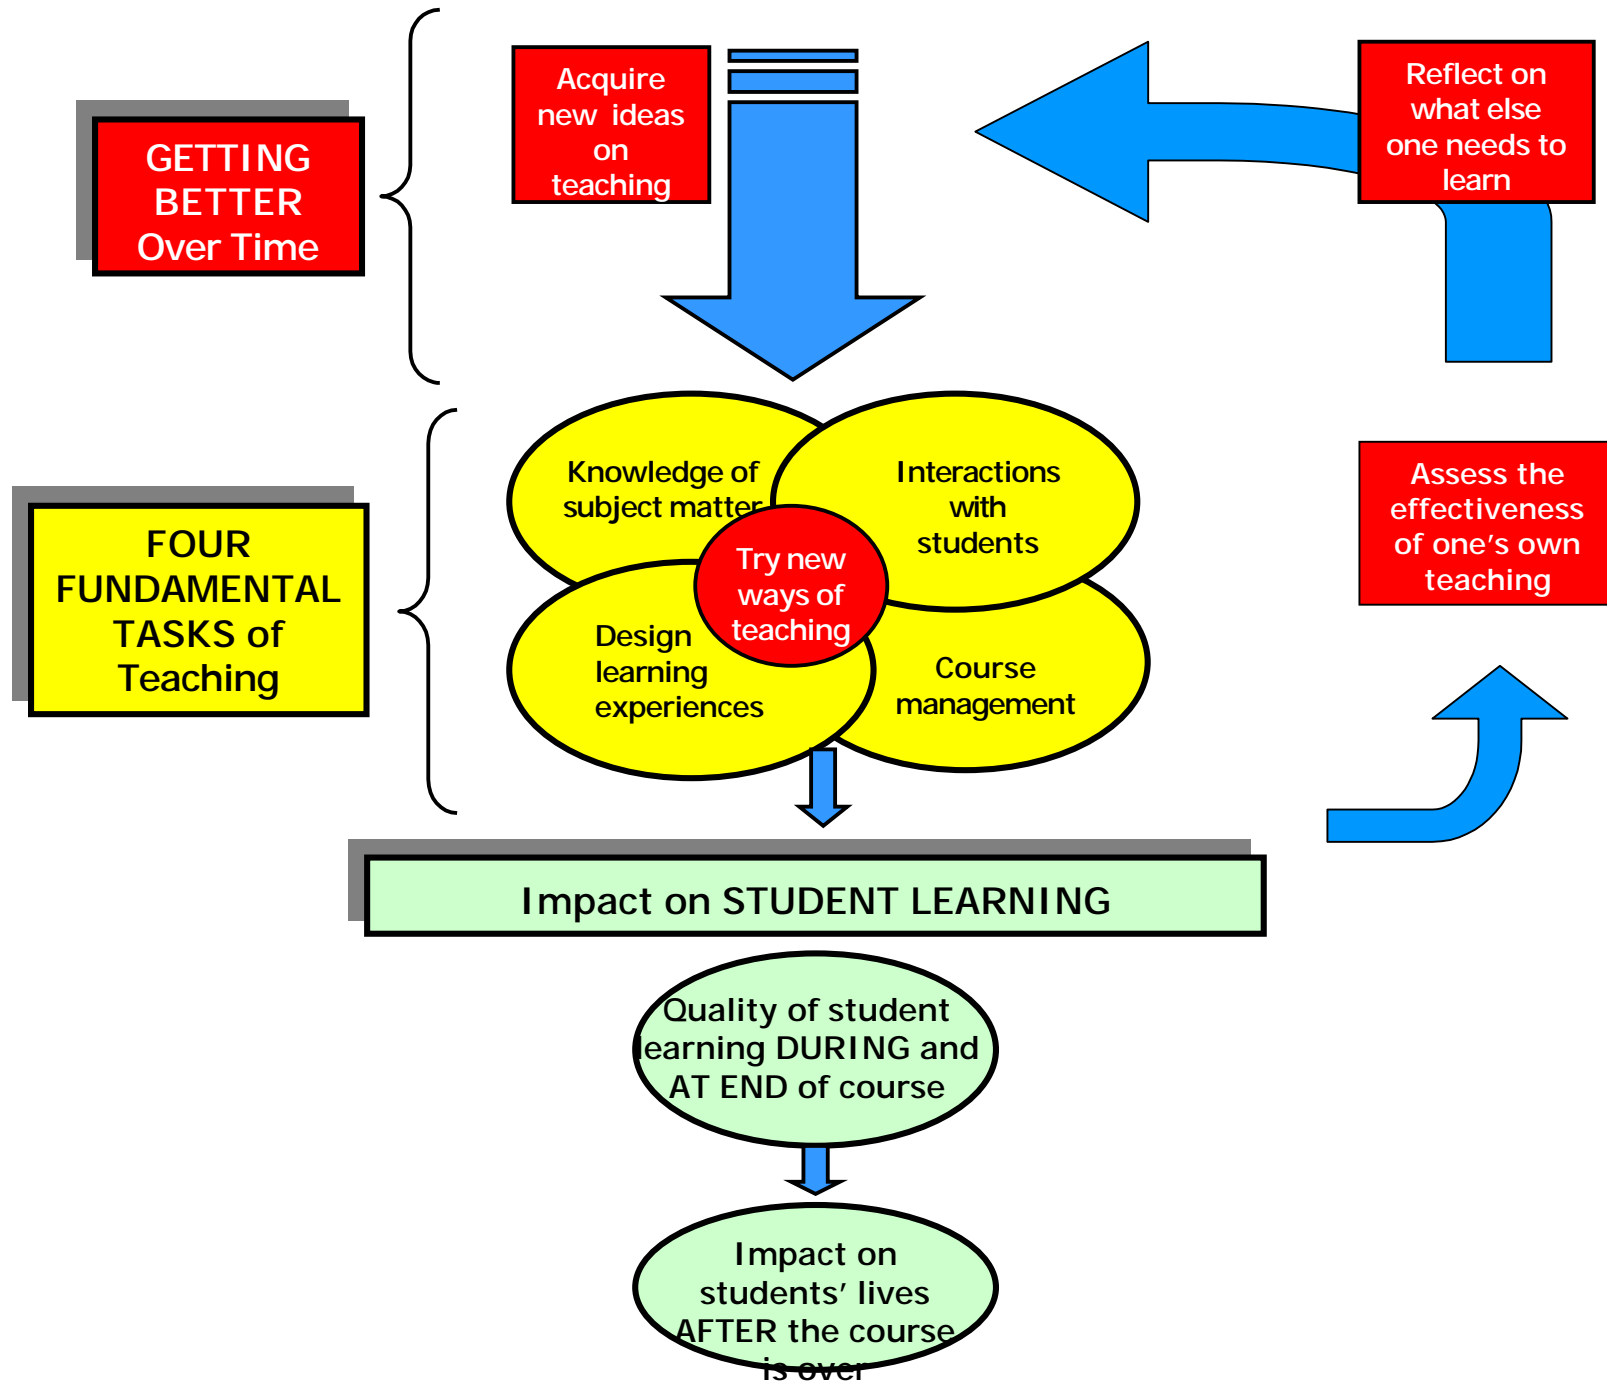 Acquire
new ideas
on
teaching
Reflect on
what else
one needs to
learn
GETTING
BETTER
Over Time
Knowledge of
subject matter
Interactions
with
students
Try new
ways of
teaching
Design
learning
experiences
Course
management
Assess the
effectiveness
of one's own
teaching
FOUR
FUNDAMENTAL
TASKS of
Teaching
Impact on STUDENT LEARNING
Quality of student
learning DURING and
AT END of course
Impact on
students' lives
AFTER the course
is over